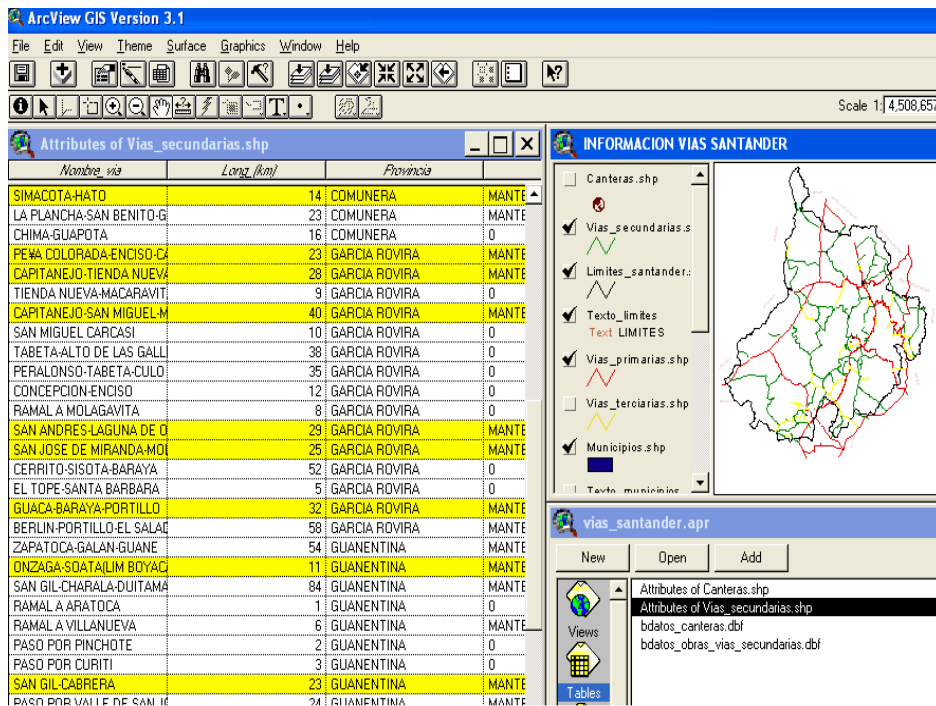 ArcView GIS Version 3.1
File Edit View Theme Surface Graphics Window Help
Scale 1: 4,508,657
Attributes of Vias_secundarias.shp
Nombre_via Long_(km) Provincia
SIMACOTA-HATO 14 COMUNERA MANTE
LA PLANCHA-SAN BENITO-G 23 COMUNERA MANTE
CHIMA-GUAPOTA 16 COMUNERA 0
PE¥A COLORADA-ENCISO-CA 23 GARCIA ROVIRA MANTE
CAPITANEJO-TIENDA NUEVA 28 GARCIA ROVIRA MANTE
TIENDA NUEVA-MACARAVIT 9 GARCIA ROVIRA 0
CAPITANEJO-SAN MIGUEL-M 40 GARCIA ROVIRA MANTE
SAN MIGUEL CARCASI 10 GARCIA ROVIRA 0
TABETA-ALTO DE LAS GALL 38 GARCIA ROVIRA 0
PERALONSO-TABETA-CULO 35 GARCIA ROVIRA 0
CONCEPCION-ENCISO 12 GARCIA ROVIRA 0
RAMAL A MOLAGAVITA 8 GARCIA ROVIRA 0
SAN ANDRES-LAGUNA DE O 29 GARCIA ROVIRA MANTE
SAN JOSE DE MIRANDA-MOL 25 GARCIA ROVIRA MANTE
CERRITO-SISOTA-BARAYA 52 GARCIA ROVIRA 0
EL TOPE-SANTA BARBARA 5 GARCIA ROVIRA 0
GUACA-BARAYA-PORTILLO 32 GARCIA ROVIRA MANTE
BERLIN-PORTILLO-EL SALAD 58 GARCIA ROVIRA MANTE
ZAPATOCA-GALAN-GUANE 54 GUANENTINA MANTE
ONZAGA-SOATA(LIM BOYAC 11 GUANENTINA MANTE
SAN GIL-CHARALA-DUITAMA 84 GUANENTINA MANTE
RAMAL A ARATOCA 1 GUANENTINA 0
RAMAL A VILLANUEVA 6 GUANENTINA MANTE
PASO POR PINCHOTE 2 GUANENTINA 0
PASO POR CURITI 3 GUANENTINA 0
SAN GIL-CABRERA 23 GUANENTINA MANTE
PASO POR VALLE DE SAN J 24 GUANENTINA MANTE
INFORMACION VIAS SANTANDER
Canteras.shp
Vias_secundarias.s
Limites_santander.
Texto_limites
Text LIMITES
Vias_primarias.shp
Vias_terciarias.shp
Municipios.shp
Texto_municipios
vias_santander.apr
New Open Add
Views
Tables
Attributes of Canteras.shp
Attributes of Vias_secundarias.shp
bdatos_canteras.dbf
bdatos_obras_vias_secundarias.dbf